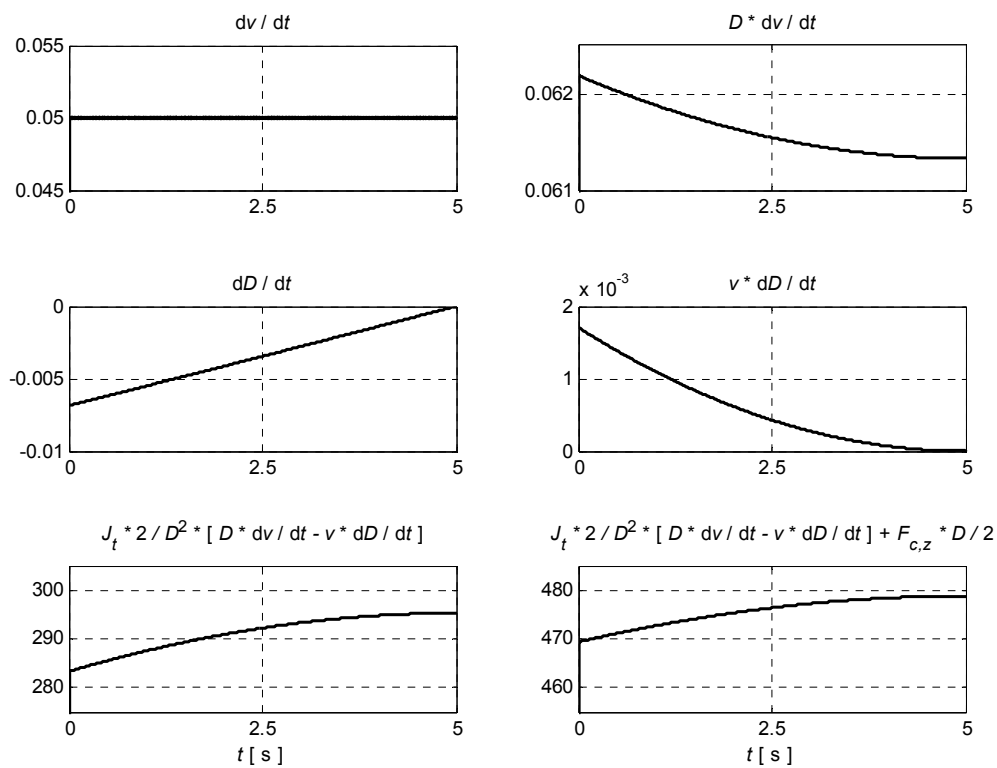 dv / dt
D * dv / dt
0.055
0.05
0.045
0 2.5 5
0.062
0.061
0 2.5 5
dD / dt
v * dD / dt
0
-0.005
-0.01
0 2.5 5
x 10⁻³
2
1
0
0 2.5 5
J_t * 2 / D² * [ D * dv / dt - v * dD / dt ]
J_t * 2 / D² * [ D * dv / dt - v * dD / dt ] + F_{c,z} * D / 2
300
290
280
0 2.5 5
t [ s ]
480
470
460
0 2.5 5
t [ s ]